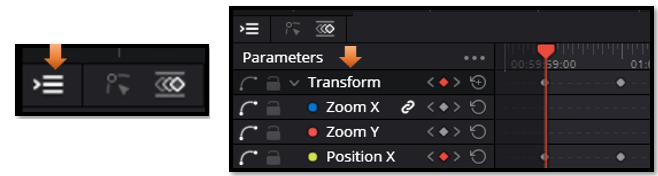 Parameters
00:59:59:00
01:0
Transform
Zoom X
Zoom Y
Position X